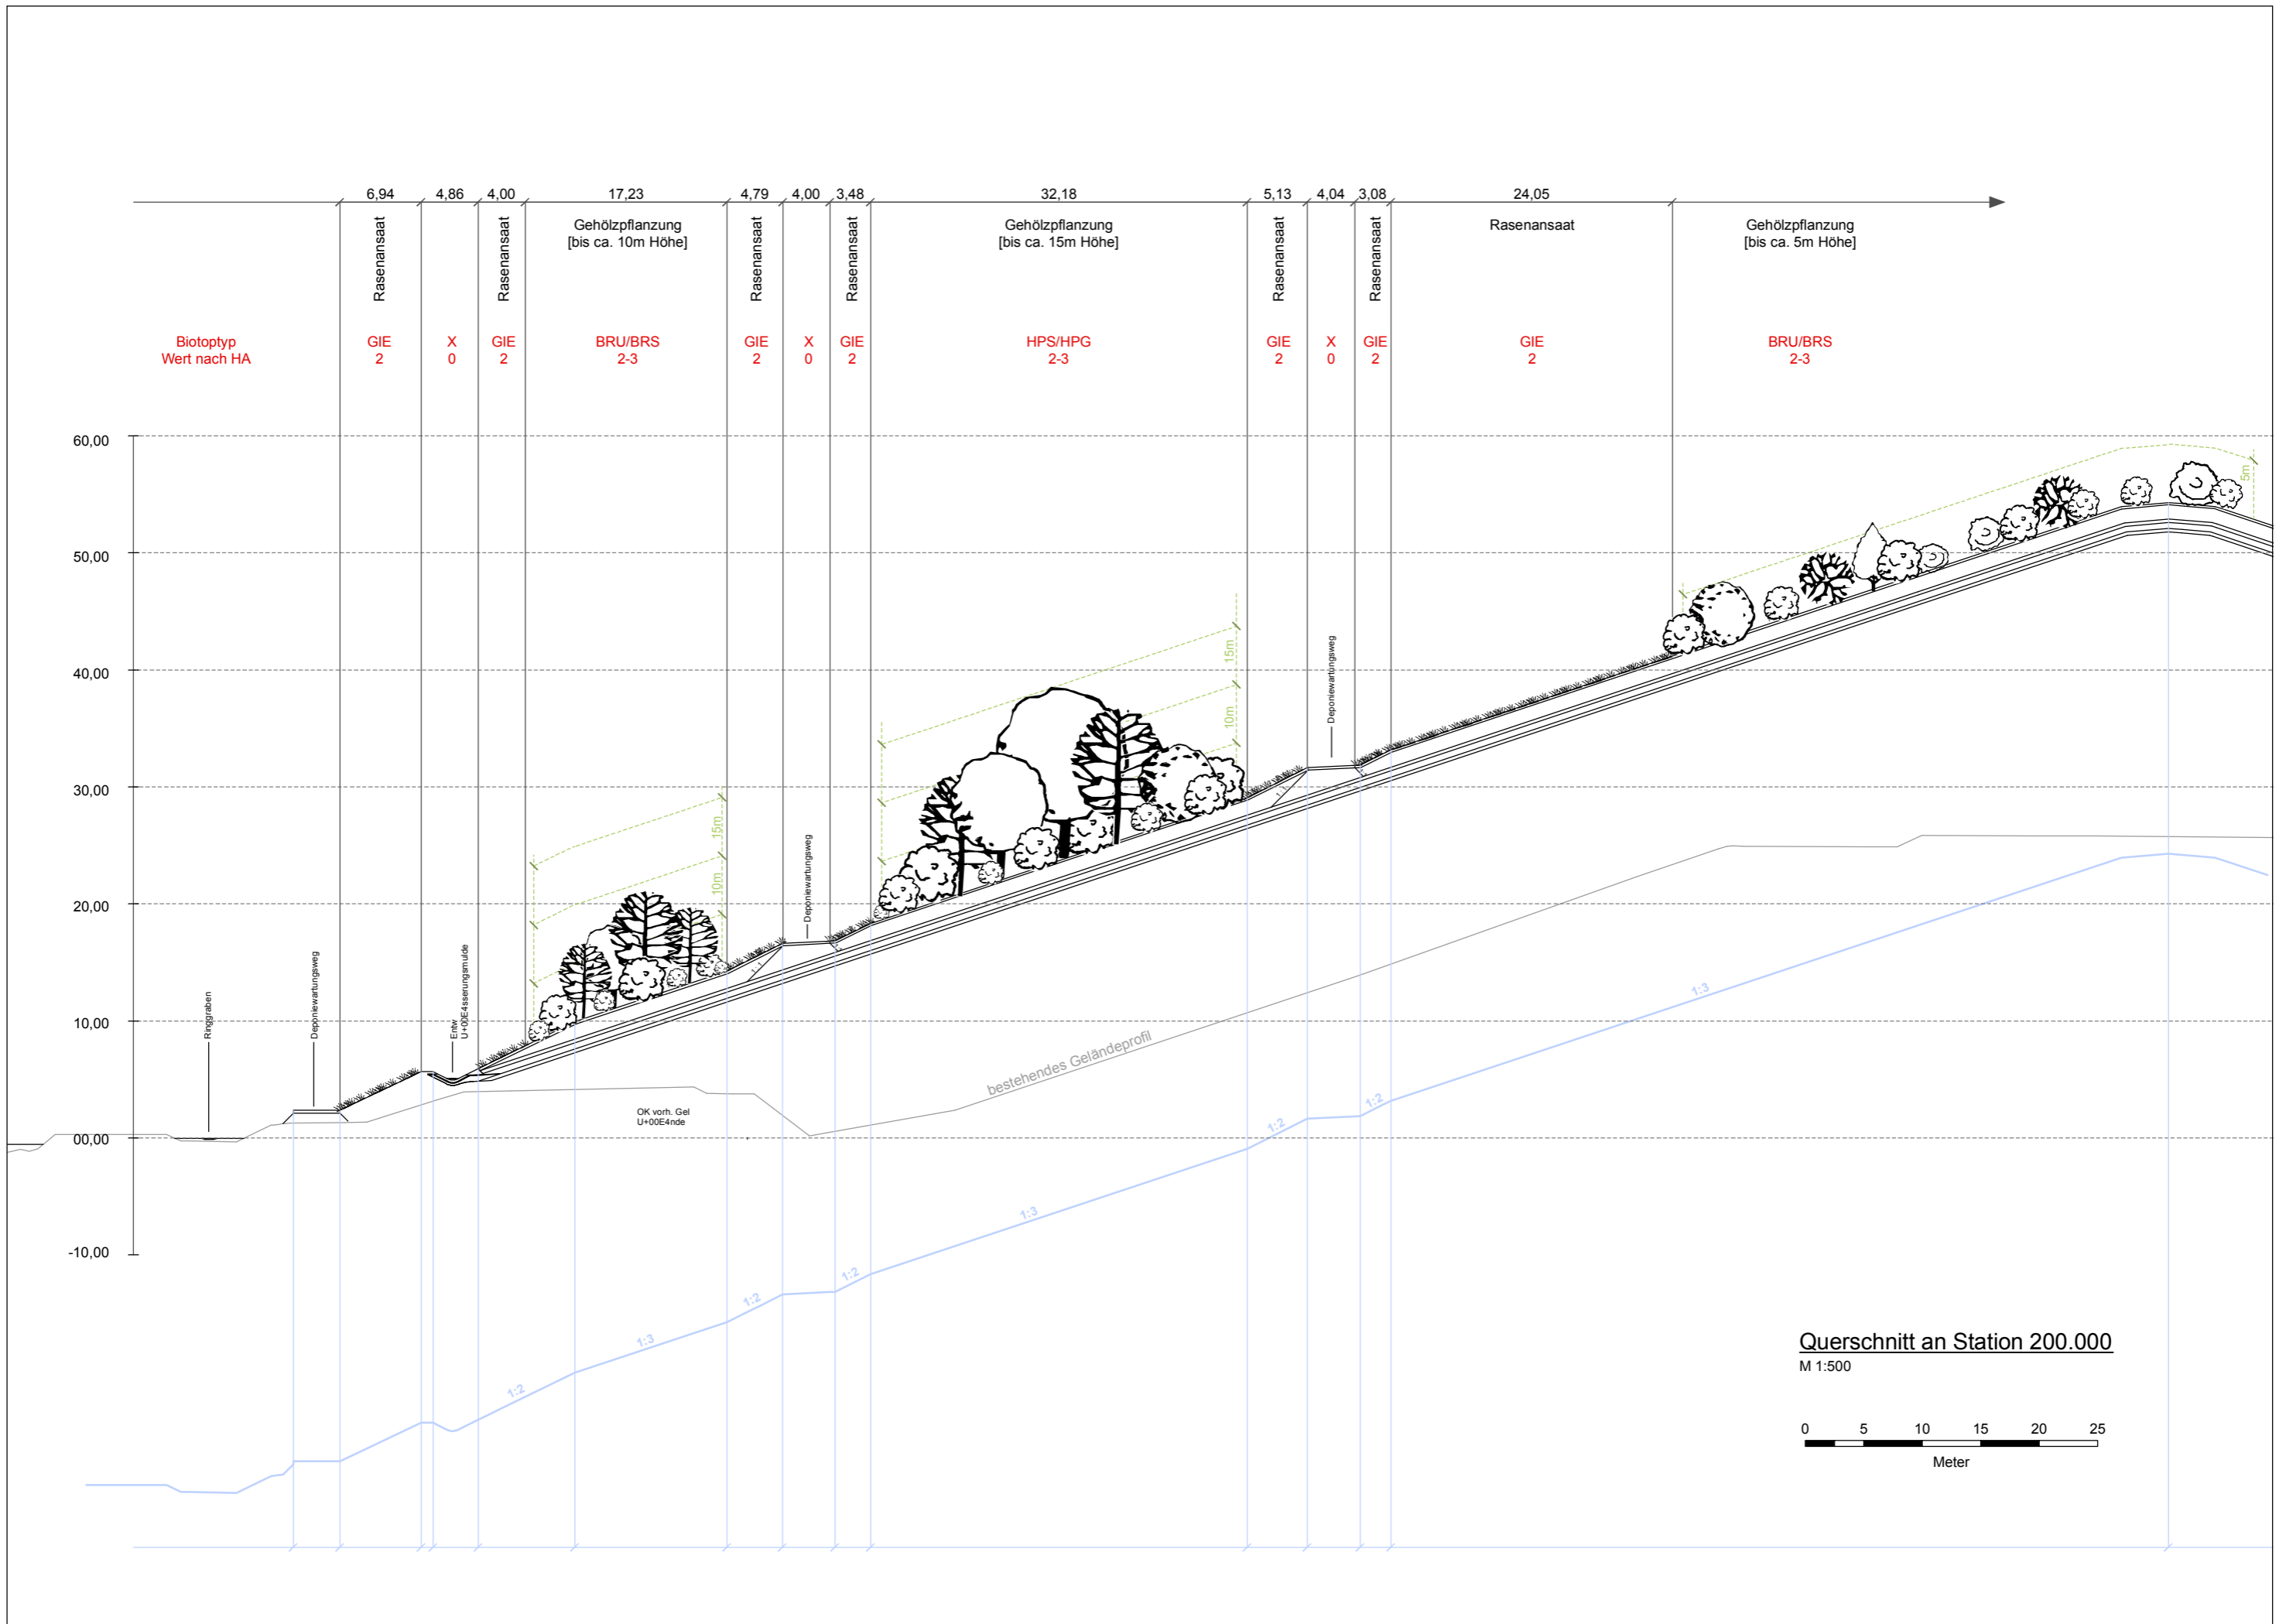 6,94 4,86 4,00 17,23 4,79 4,00 3,48 32,18 5,13 4,04 3,08 24,05
Rasenansaat
Rasenansaat
Gehölzpflanzung
[bis ca. 10m Höhe]
Rasenansaat
Rasenansaat
Gehölzpflanzung
[bis ca. 15m Höhe]
Rasenansaat
Rasenansaat
Rasenansaat
Gehölzpflanzung
[bis ca. 5m Höhe]
Biotoptyp GIE X GIE BRU/BRS GIE X GIE HPS/HPG GIE X GIE GIE BRU/BRS
Wert nach HA 2 0 2 2-3 2 0 2 2-3 2 0 2 2 2-3
60,00
5m
50,00
40,00
15m
10m
Deponiewartungsweg
30,00
1:1
15m
10m
Deponiewartungsweg
20,00
1:1
10,00
Ringgraben
Deponiewartungsweg
Entw
U+00E4sserungsmulde
bestehendes Geländeprofil
OK vorh. Gel
U+00E4nde
00,00
-10,00
1:3
1:2
1:2
1:3
1:3
1:2
1:2
1:3
1:2
Querschnitt an Station 200.000
M 1:500
0 5 10 15 20 25
Meter